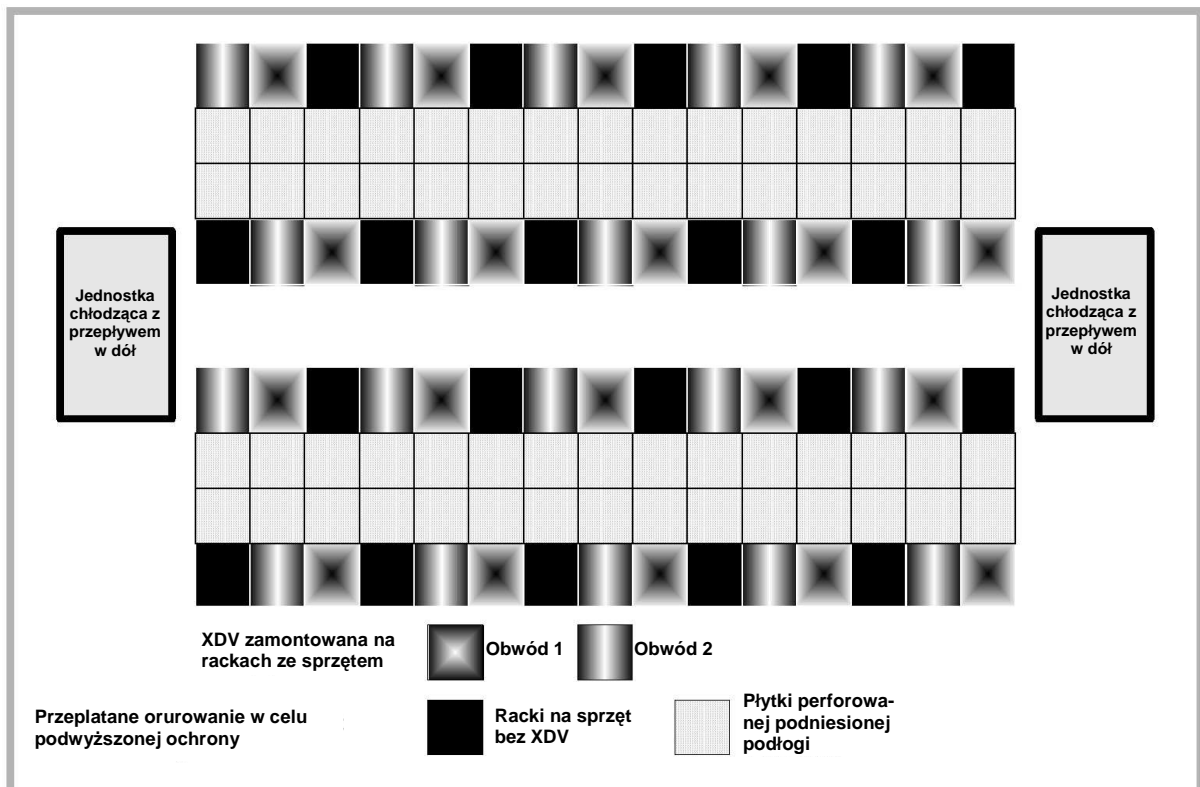 Jednostka
chłodząca z
przepływem
w dół
Jednostka
chłodząca z
przepływem
w dół
XDV zamontowana na
rackach ze sprzętem
Obwód 1
Obwód 2
Przeplatane orurowanie w celu
podwyższonej ochrony
Racki na sprzęt
bez XDV
Płytki perforowa-
nej podniesionej
podłogi